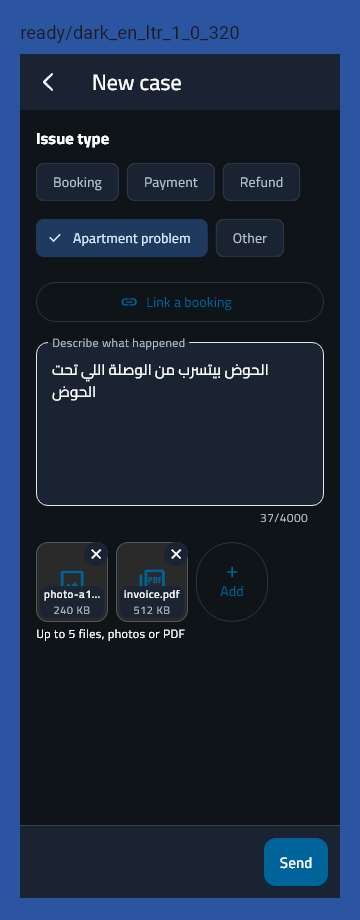 ready/dark_en_ltr_1_0_320
New case
Issue type
Booking
Payment
Refund
Apartment problem
Other
Link a booking
Describe what happened
الحوض بيتسرب من الوصلة اللي تحت
الحوض
37/4000
PDF
photo-a1...
240 KB
invoice.pdf
512 KB
Add
Up to 5 files, photos or PDF
Send